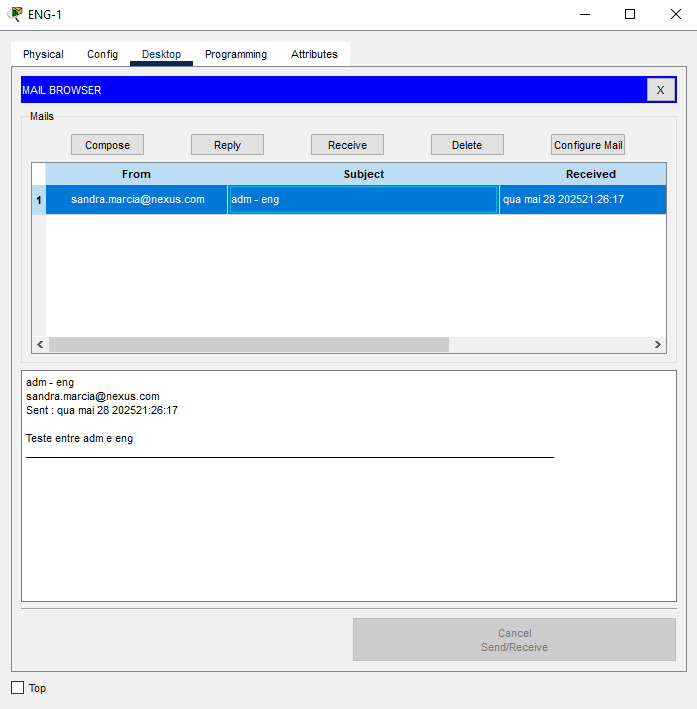 ENG-1
Physical Config Desktop Programming Attributes
MAIL BROWSER X
Mails
Compose Reply Receive Delete Configure Mail
From Subject Received
1 sandra.marcia@nexus.com adm - eng qua mai 28 202521:26:17
adm - eng
sandra.marcia@nexus.com
Sent : qua mai 28 202521:26:17
Teste entre adm e eng
Cancel
Send/Receive
Top